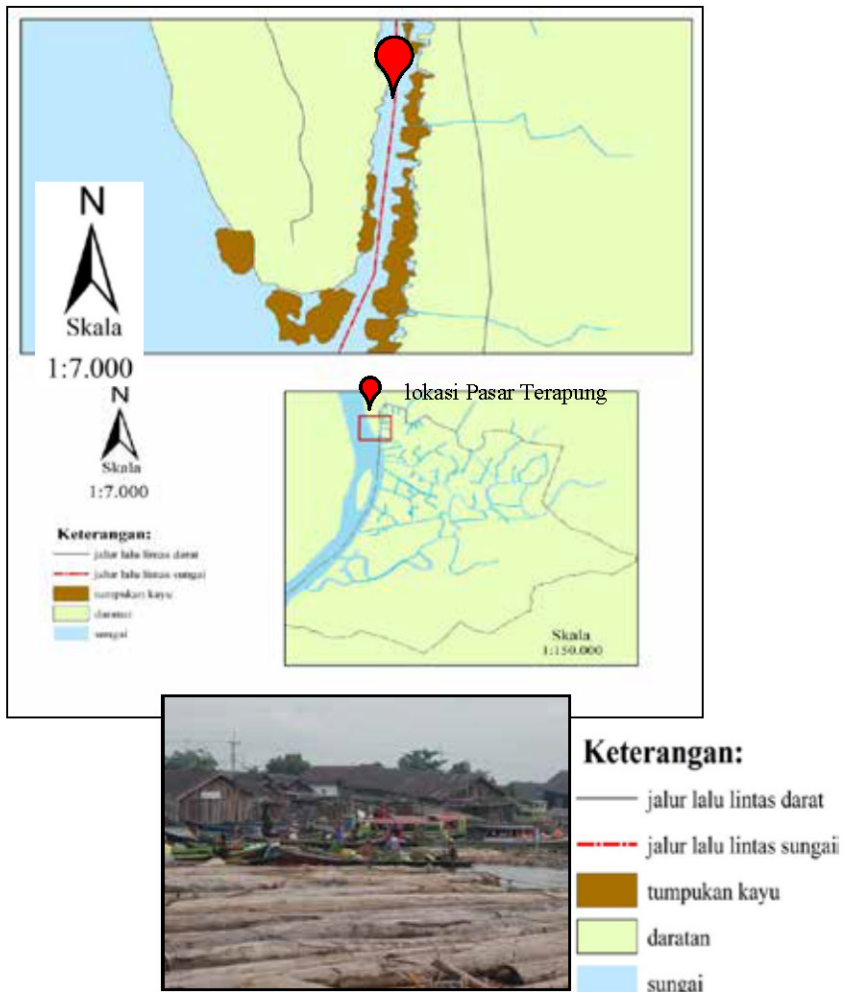 N
Skala
1:7.000
N
Skala
1:7.000
lokasi Pasar Terapung
Keterangan:
jalur lalu lintas darat
jalur lalu lintas sungai
tumpukan kayu
daratan
sungai
Skala
1:150.000
Keterangan:
jalur lalu lintas darat
jalur lalu lintas sungaii
tumpukan kayu
daratan
sungai